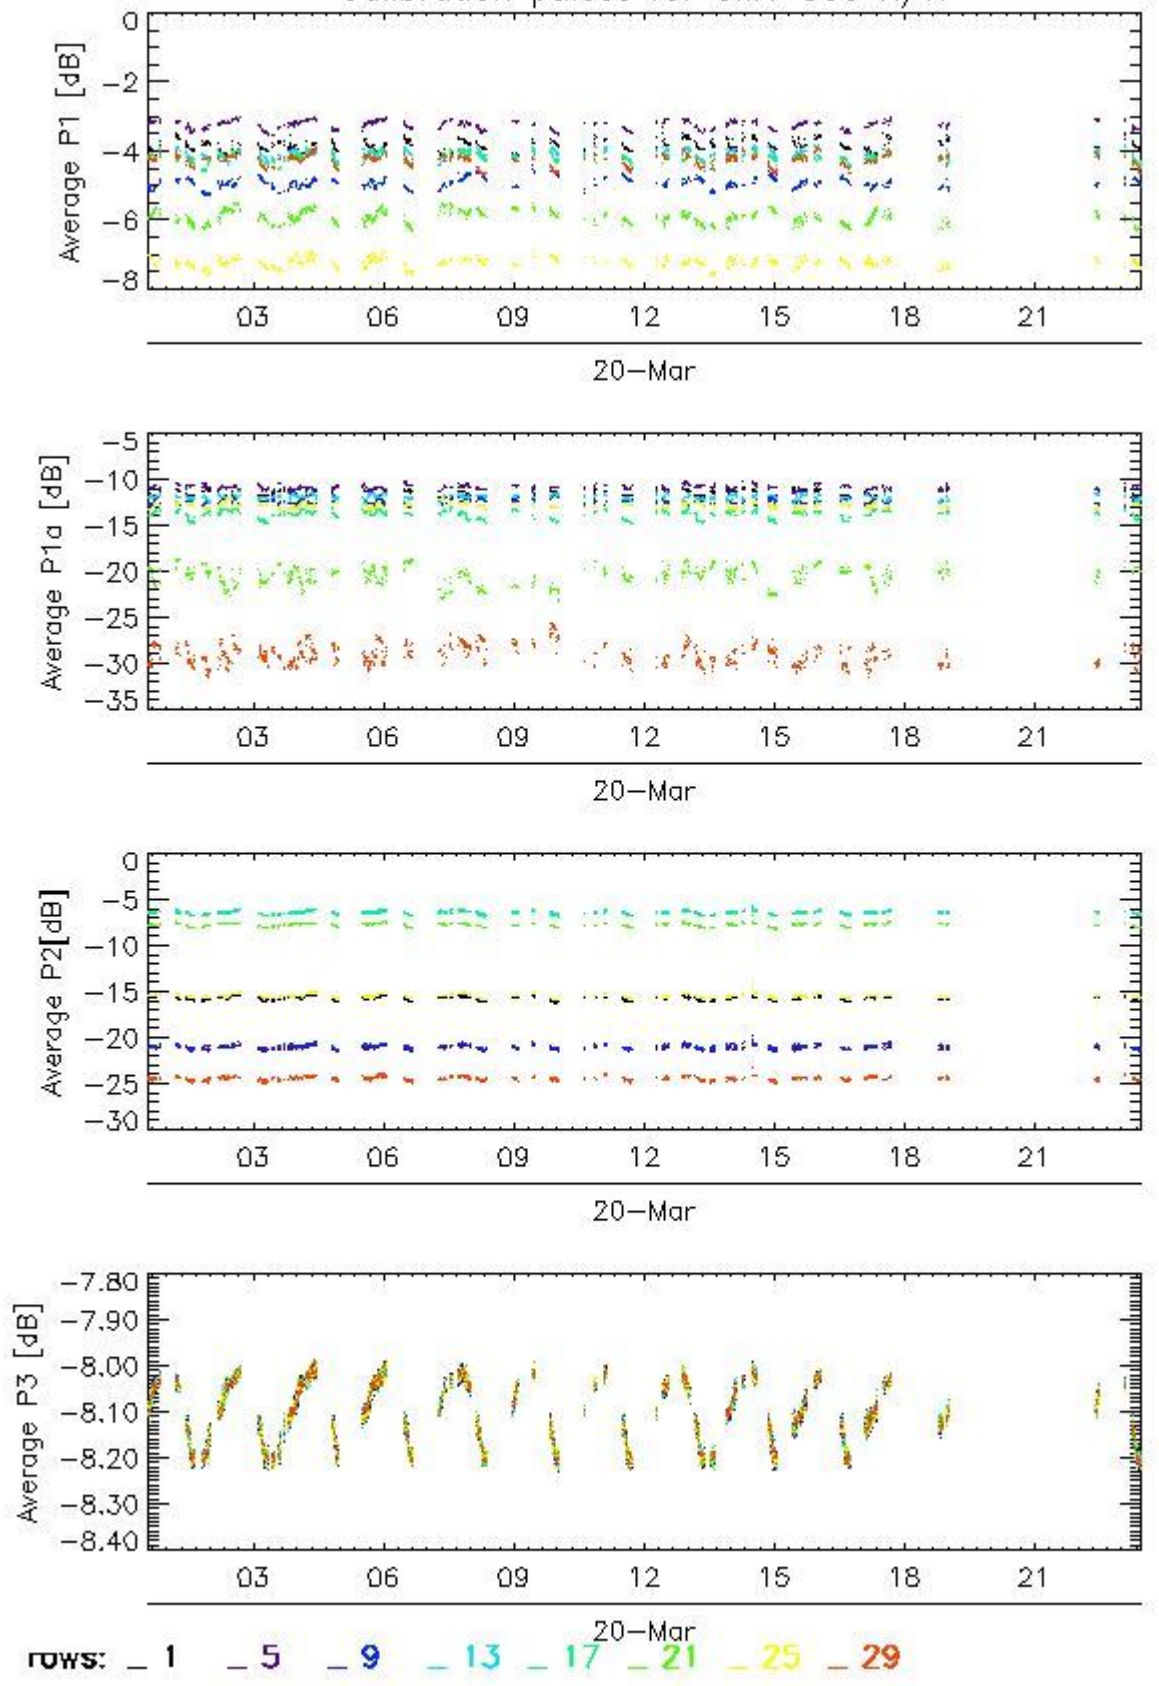 0
−2
−4
−6
−8
Average P1 [dB]
03 06 09 12 15 18 21
20−Mar
−5
−10
−15
−20
−25
−30
−35
Average P1a [dB]
03 06 09 12 15 18 21
20−Mar
0
−5
−10
−15
−20
−25
−30
Average P2[dB]
03 06 09 12 15 18 21
20−Mar
−7.80
−7.90
−8.00
−8.10
−8.20
−8.30
−8.40
Average P3 [dB]
03 06 09 12 15 18 21
20−Mar
rows: _ 1 _ 5 _ 9 _ 13 _ 17 _ 21 _ 25 _ 29